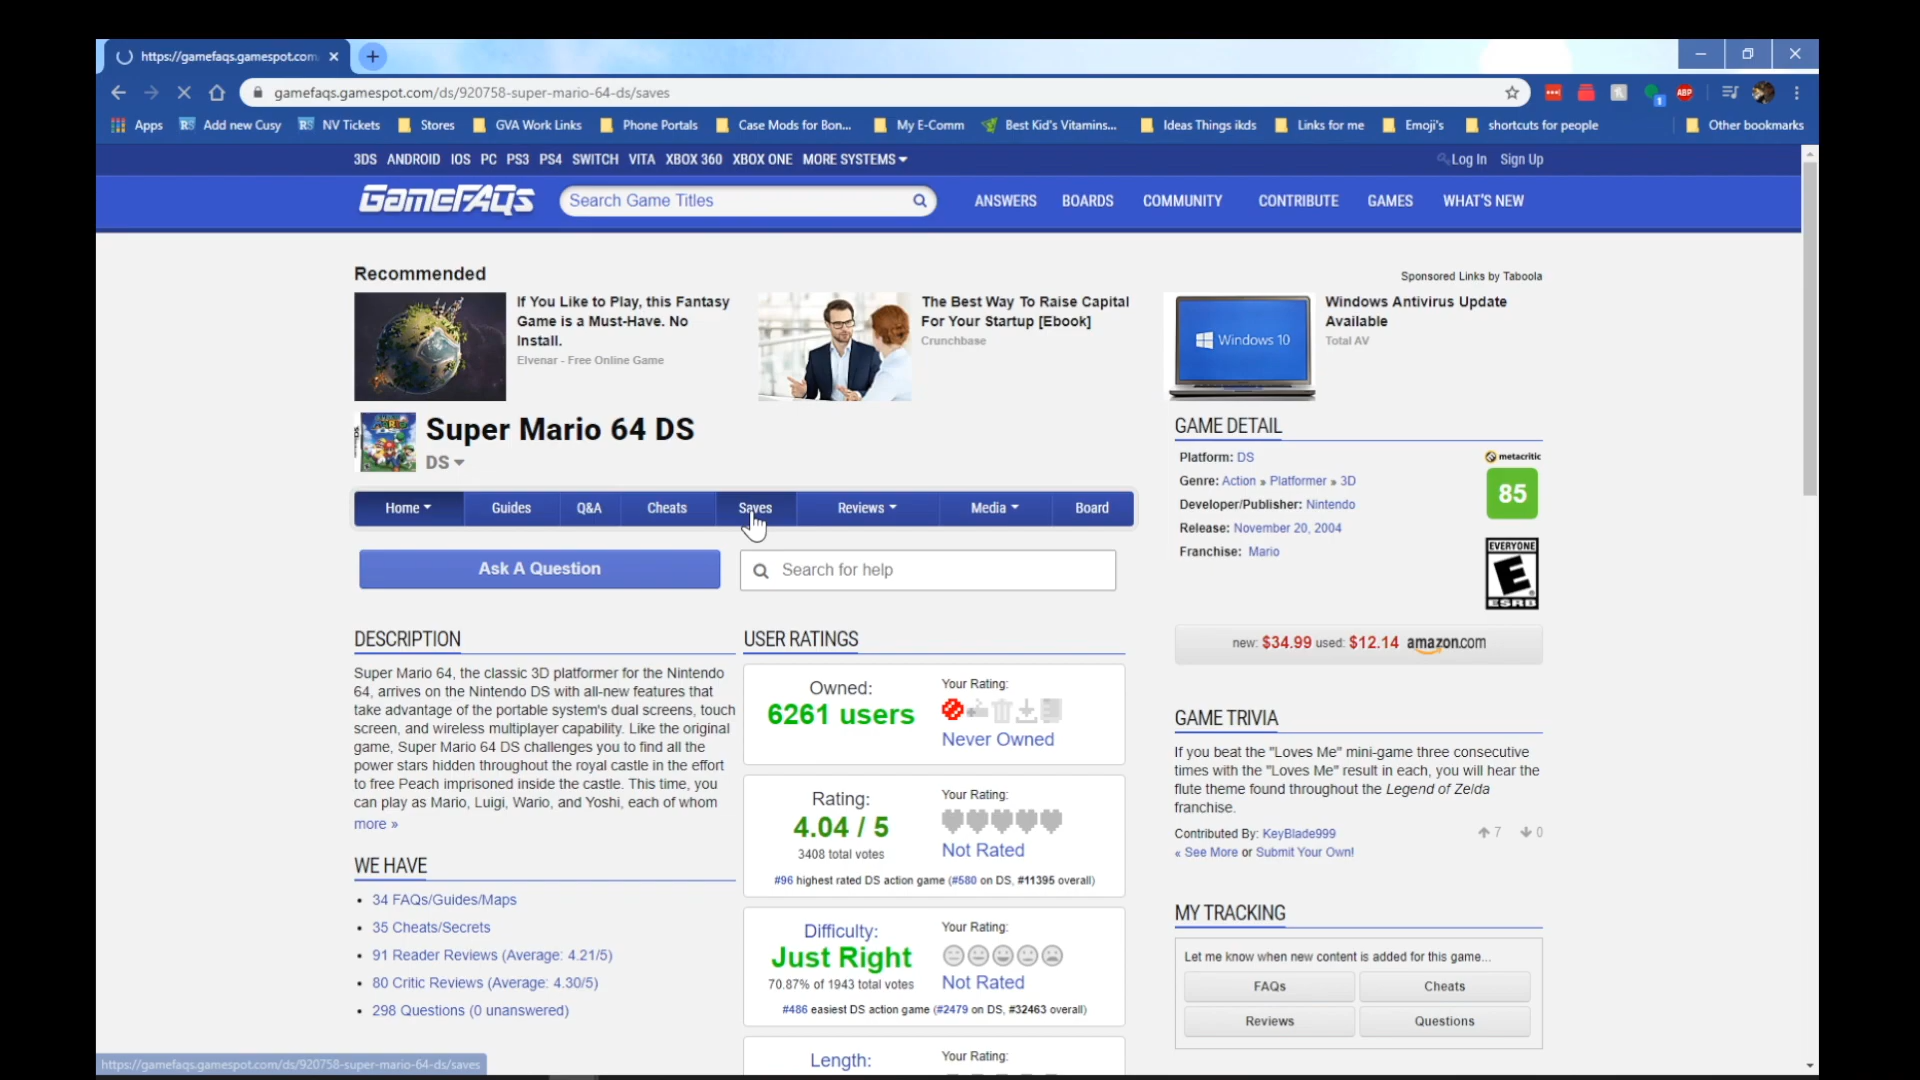 https://gamefaqs.gamespot.com
gamefaqs.gamespot.com/ds/920758-super-mario-64-ds/saves
ABP
1
Apps
RS Add new Cusy
RS NV Tickets
Stores
GVA Work Links
Phone Portals
Case Mods for Bon...
My E-Comm
Best Kid's Vitamins...
Ideas Things ikds
Links for me
Emoji's
shortcuts for people
Other bookmarks
3DS ANDROID IOS PC PS3 PS4 SWITCH VITA XBOX 360 XBOX ONE MORE SYSTEMS
Log In Sign Up
GameFAQs
Search Game Titles
ANSWERS BOARDS COMMUNITY CONTRIBUTE GAMES WHAT'S NEW
Recommended
Sponsored Links by Taboola
If You Like to Play, this Fantasy
Game is a Must-Have. No
Install.
Elvenar - Free Online Game
The Best Way To Raise Capital
For Your Startup [Ebook]
Crunchbase
Windows 10
Windows Antivirus Update
Available
Total AV
Super Mario 64 DS
DS
Home Guides Q&A Cheats Saves Reviews Media Board
Ask A Question
Search for help
DESCRIPTION
Super Mario 64, the classic 3D platformer for the Nintendo
64, arrives on the Nintendo DS with all-new features that
take advantage of the portable system's dual screens, touch
screen, and wireless multiplayer capability. Like the original
game, Super Mario 64 DS challenges you to find all the
power stars hidden throughout the royal castle in the effort
to free Peach imprisoned inside the castle. This time, you
can play as Mario, Luigi, Wario, and Yoshi, each of whom
more »
WE HAVE
• 34 FAQs/Guides/Maps
• 35 Cheats/Secrets
• 91 Reader Reviews (Average: 4.21/5)
• 80 Critic Reviews (Average: 4.30/5)
• 298 Questions (0 unanswered)
USER RATINGS
Owned:
6261 users
Your Rating:
Never Owned
Rating:
4.04 / 5
3408 total votes
Your Rating:
Not Rated
#96 highest rated DS action game (#580 on DS, #11395 overall)
Difficulty:
Just Right
70.87% of 1943 total votes
Your Rating:
Not Rated
#486 easiest DS action game (#2479 on DS, #32463 overall)
Length:
Your Rating:
GAME DETAIL
Platform: DS
Genre: Action » Platformer » 3D
Developer/Publisher: Nintendo
Release: November 20, 2004
Franchise: Mario
metacritic
85
EVERYONE
E
ESRB
new: $34.99 used: $12.14 amazon.com
GAME TRIVIA
If you beat the "Loves Me" mini-game three consecutive
times with the "Loves Me" result in each, you will hear the
flute theme found throughout the Legend of Zelda
franchise.
Contributed By: KeyBlade999
7 0
« See More or Submit Your Own!
MY TRACKING
Let me know when new content is added for this game...
FAQs Cheats
Reviews Questions
https://gamefaqs.gamespot.com/ds/920758-super-mario-64-ds/saves